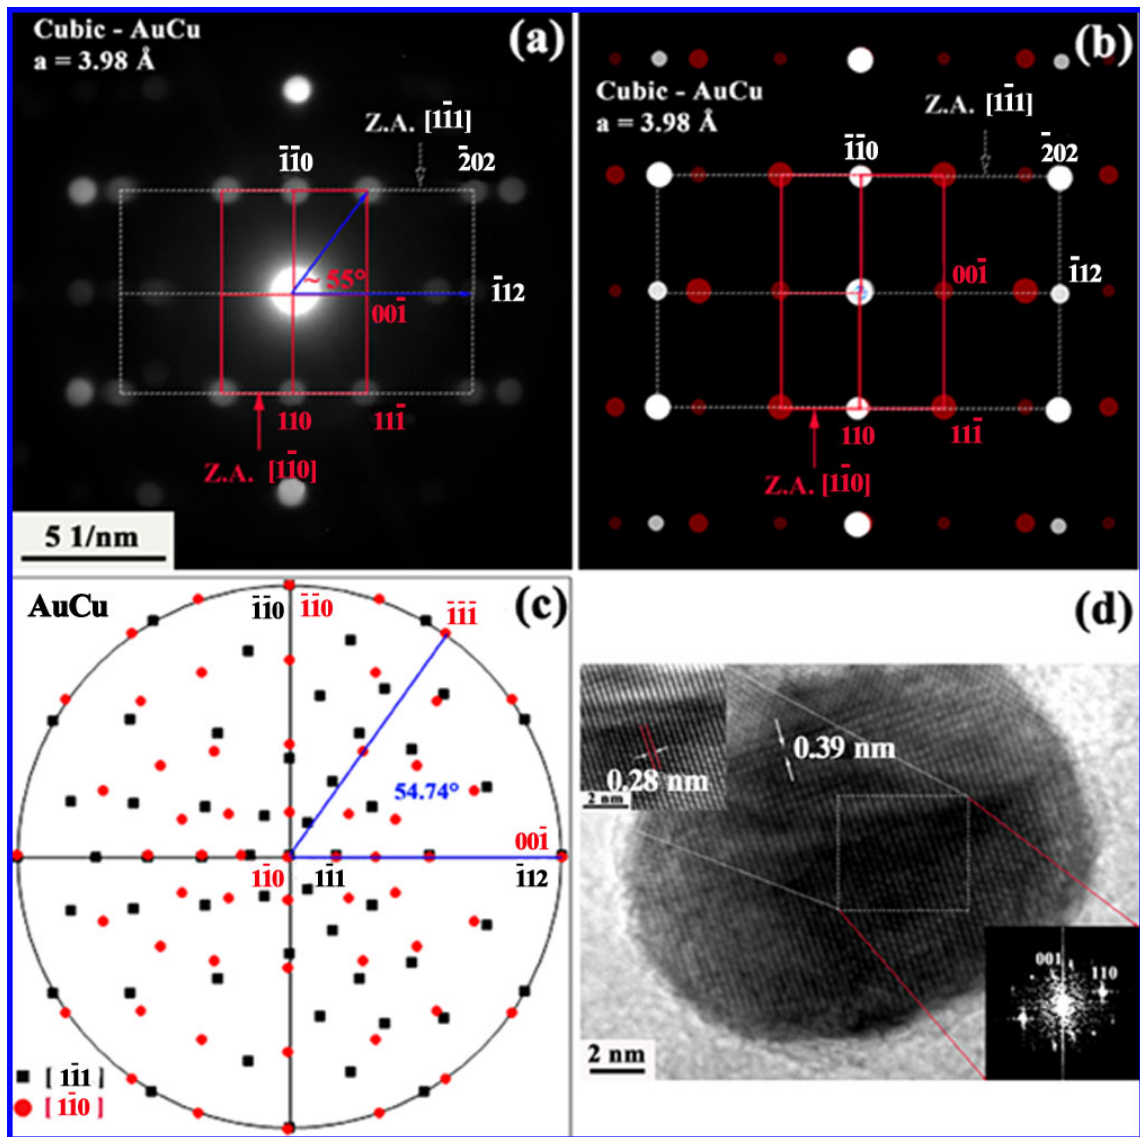 (a)
Cubic - AuCu
a = 3.98 Å
Z.A. [11̄1]
1̄1̄0
2̄02
~ 55°
1̄12
001̄
110
111̄
Z.A. [11̄0]
5 1/nm
(b)
Cubic - AuCu
a = 3.98 Å
Z.A. [11̄1]
1̄1̄0
2̄02
001̄
1̄12
110
111̄
Z.A. [11̄0]
(c)
AuCu
1̄1̄0 1̄1̄0
1̄1̄1̄
54.74°
001̄
11̄0 11̄1 1̄12
[ 11̄1 ]
[ 11̄0 ]
(d)
0.39 nm
0.28 nm
2 nm
001
110
2 nm